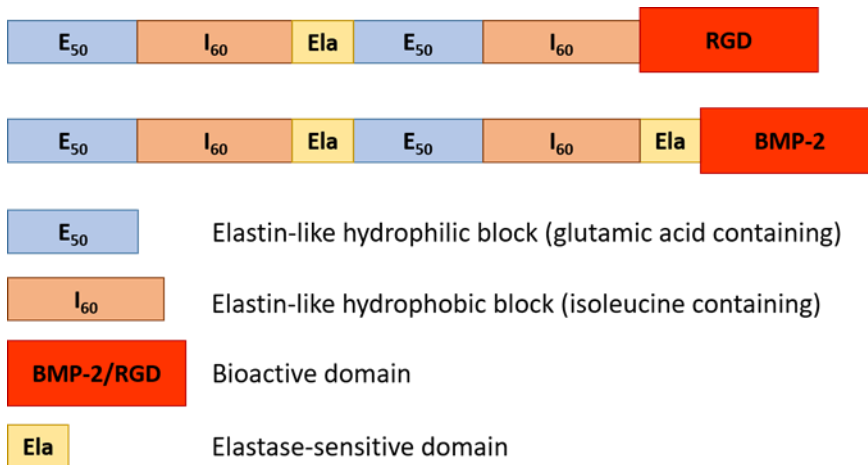 E₅₀ I₆₀ Ela E₅₀ I₆₀ RGD
E₅₀ I₆₀ Ela E₅₀ I₆₀ Ela BMP-2
E₅₀ Elastin-like hydrophilic block (glutamic acid containing)
I₆₀ Elastin-like hydrophobic block (isoleucine containing)
BMP-2/RGD Bioactive domain
Ela Elastase-sensitive domain